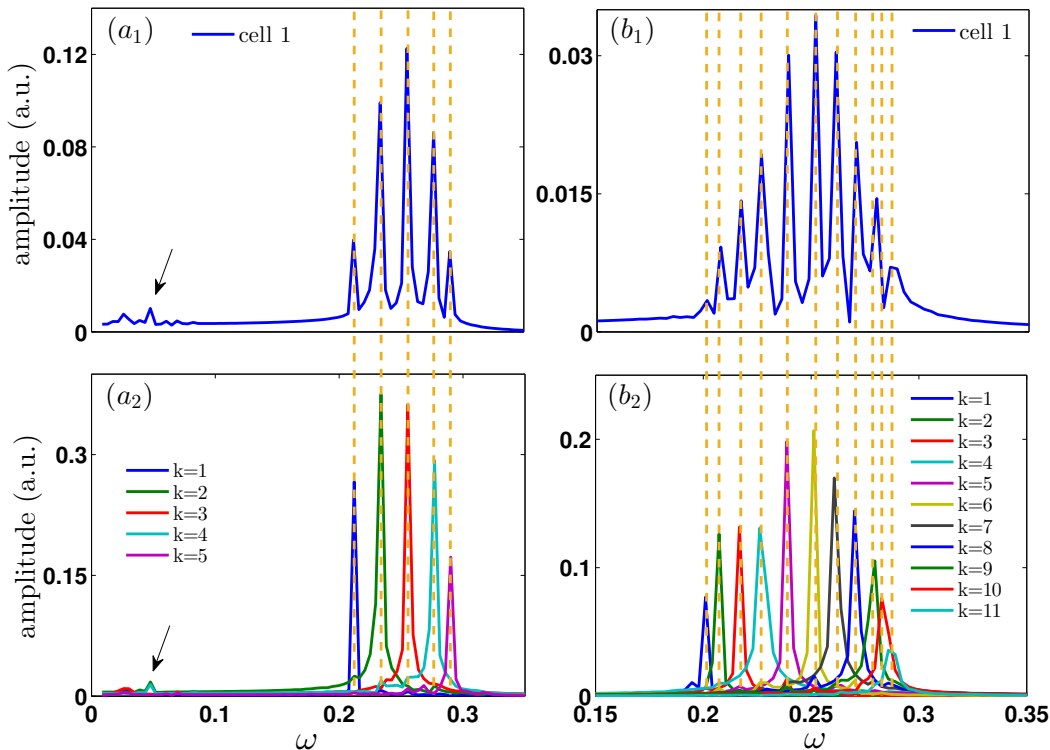 (a₁)
cell 1
amplitude (a.u.)
0.12
0.08
0.04
0
(b₁)
cell 1
0.03
0.015
0
(a₂)
amplitude (a.u.)
0.3
0.15
0
k=1
k=2
k=3
k=4
k=5
0
0.1
0.2
0.3
ω
(b₂)
0.2
0.1
0
k=1
k=2
k=3
k=4
k=5
k=6
k=7
k=8
k=9
k=10
k=11
0.15
0.2
0.25
0.3
0.35
ω